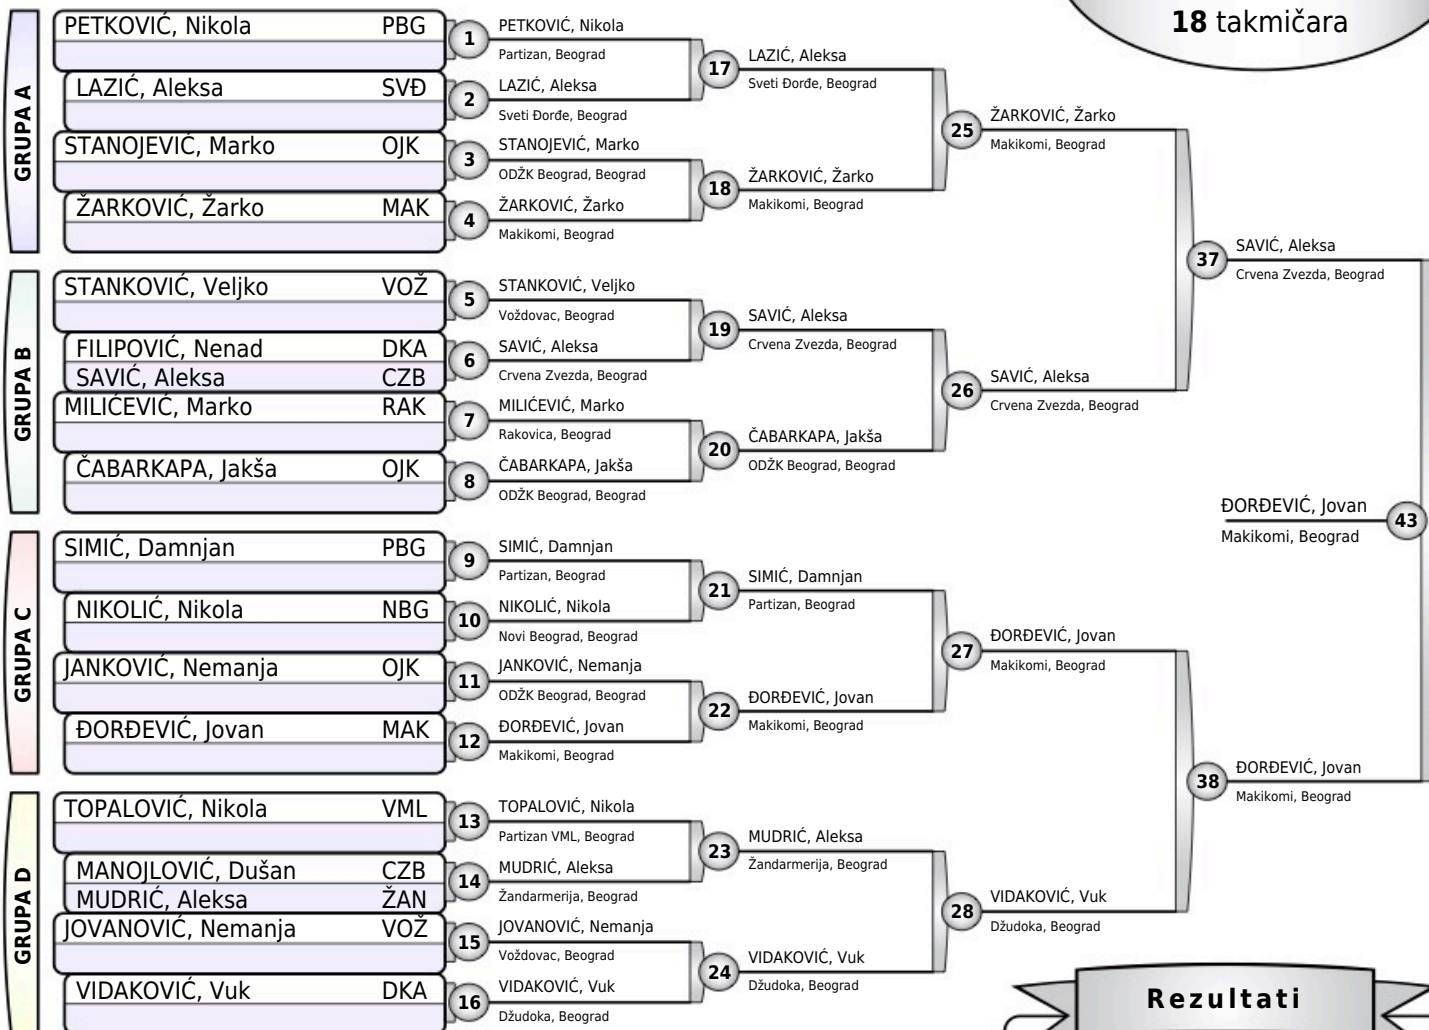 18 takmičara
GRUPA A
PETKOVIĆ, Nikola PBG
LAZIĆ, Aleksa SVĐ
STANOJEVIĆ, Marko OJK
ŽARKOVIĆ, Žarko MAK
GRUPA B
STANKOVIĆ, Veljko VOŽ
FILIPOVIĆ, Nenad DKA
SAVIĆ, Aleksa CZB
MILIĆEVIĆ, Marko RAK
ČABARKAPA, Jakša OJK
GRUPA C
SIMIĆ, Damnjan PBG
NIKOLIĆ, Nikola NBG
JANKOVIĆ, Nemanja OJK
ĐORĐEVIĆ, Jovan MAK
GRUPA D
TOPALOVIĆ, Nikola VML
MANOJLOVIĆ, Dušan CZB
MUDRIĆ, Aleksa ŽAN
JOVANOVIĆ, Nemanja VOŽ
VIDAKOVIĆ, Vuk DKA
1
PETKOVIĆ, Nikola
Partizan, Beograd
2
LAZIĆ, Aleksa
Sveti Đorđe, Beograd
3
STANOJEVIĆ, Marko
ODŽK Beograd, Beograd
4
ŽARKOVIĆ, Žarko
Makikomi, Beograd
5
STANKOVIĆ, Veljko
Voždovac, Beograd
6
SAVIĆ, Aleksa
Crvena Zvezda, Beograd
7
MILIĆEVIĆ, Marko
Rakovica, Beograd
8
ČABARKAPA, Jakša
ODŽK Beograd, Beograd
9
SIMIĆ, Damnjan
Partizan, Beograd
10
NIKOLIĆ, Nikola
Novi Beograd, Beograd
11
JANKOVIĆ, Nemanja
ODŽK Beograd, Beograd
12
ĐORĐEVIĆ, Jovan
Makikomi, Beograd
13
TOPALOVIĆ, Nikola
Partizan VML, Beograd
14
MUDRIĆ, Aleksa
Žandarmerija, Beograd
15
JOVANOVIĆ, Nemanja
Voždovac, Beograd
16
VIDAKOVIĆ, Vuk
Džudoka, Beograd
17
LAZIĆ, Aleksa
Sveti Đorđe, Beograd
18
ŽARKOVIĆ, Žarko
Makikomi, Beograd
19
SAVIĆ, Aleksa
Crvena Zvezda, Beograd
20
ČABARKAPA, Jakša
ODŽK Beograd, Beograd
21
SIMIĆ, Damnjan
Partizan, Beograd
22
ĐORĐEVIĆ, Jovan
Makikomi, Beograd
23
MUDRIĆ, Aleksa
Žandarmerija, Beograd
24
VIDAKOVIĆ, Vuk
Džudoka, Beograd
25
ŽARKOVIĆ, Žarko
Makikomi, Beograd
26
SAVIĆ, Aleksa
Crvena Zvezda, Beograd
27
ĐORĐEVIĆ, Jovan
Makikomi, Beograd
28
VIDAKOVIĆ, Vuk
Džudoka, Beograd
37
SAVIĆ, Aleksa
Crvena Zvezda, Beograd
38
ĐORĐEVIĆ, Jovan
Makikomi, Beograd
ĐORĐEVIĆ, Jovan
Makikomi, Beograd
43
Rezultati